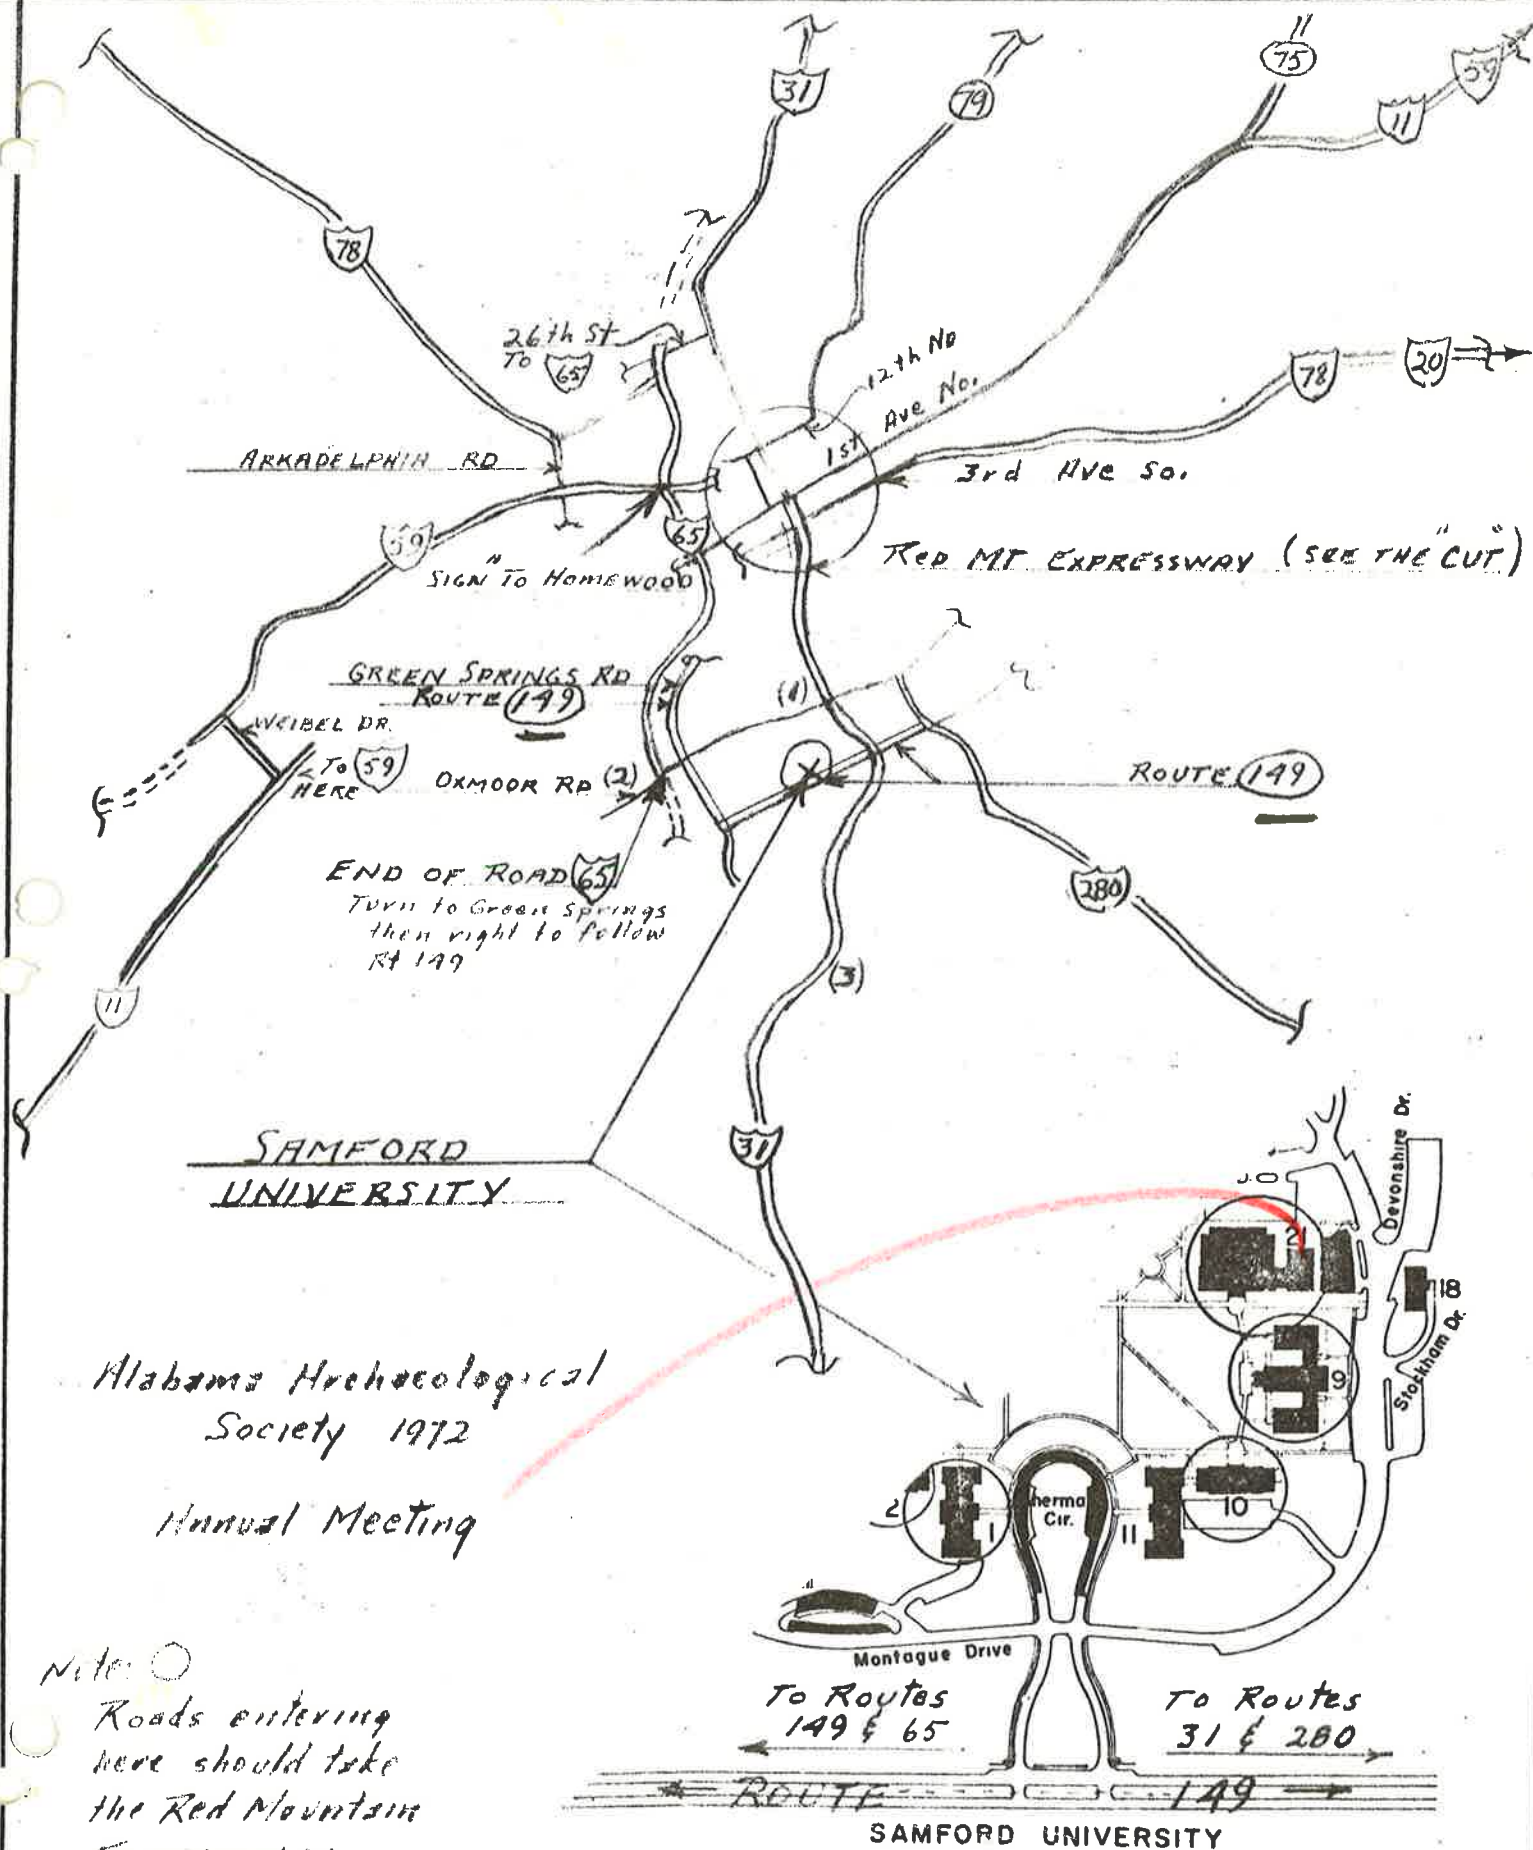 31
79
75
11
59
78
26th St
To 65
12th No
1st Ave No.
78
20
ARKADELPHIA RD
3rd Ave So.
59
65
SIGN "To HOMEWOOD
RED MT EXPRESSWAY (SEE THE "CUT")
GREEN SPRINGS RD
ROUTE 149
(1)
WEIBEL DR.
To 59
HERE
OXMOOR RD (2)
ROUTE 149
END OF ROAD 65
Turn to Green Springs
then right to follow
Rt 149
280
11
(3)
SAMFORD
UNIVERSITY
31
Devonshire Dr.
21
18
Stockham Dr.
9
Alabama Archaeological
Society 1972
Annual Meeting
2
1
herma
Cir.
11
10
Montague Drive
To Routes
149 & 65
To Routes
31 & 280
ROUTE 149
SAMFORD UNIVERSITY
Note:
Roads entering
here should take
the Red Mountain